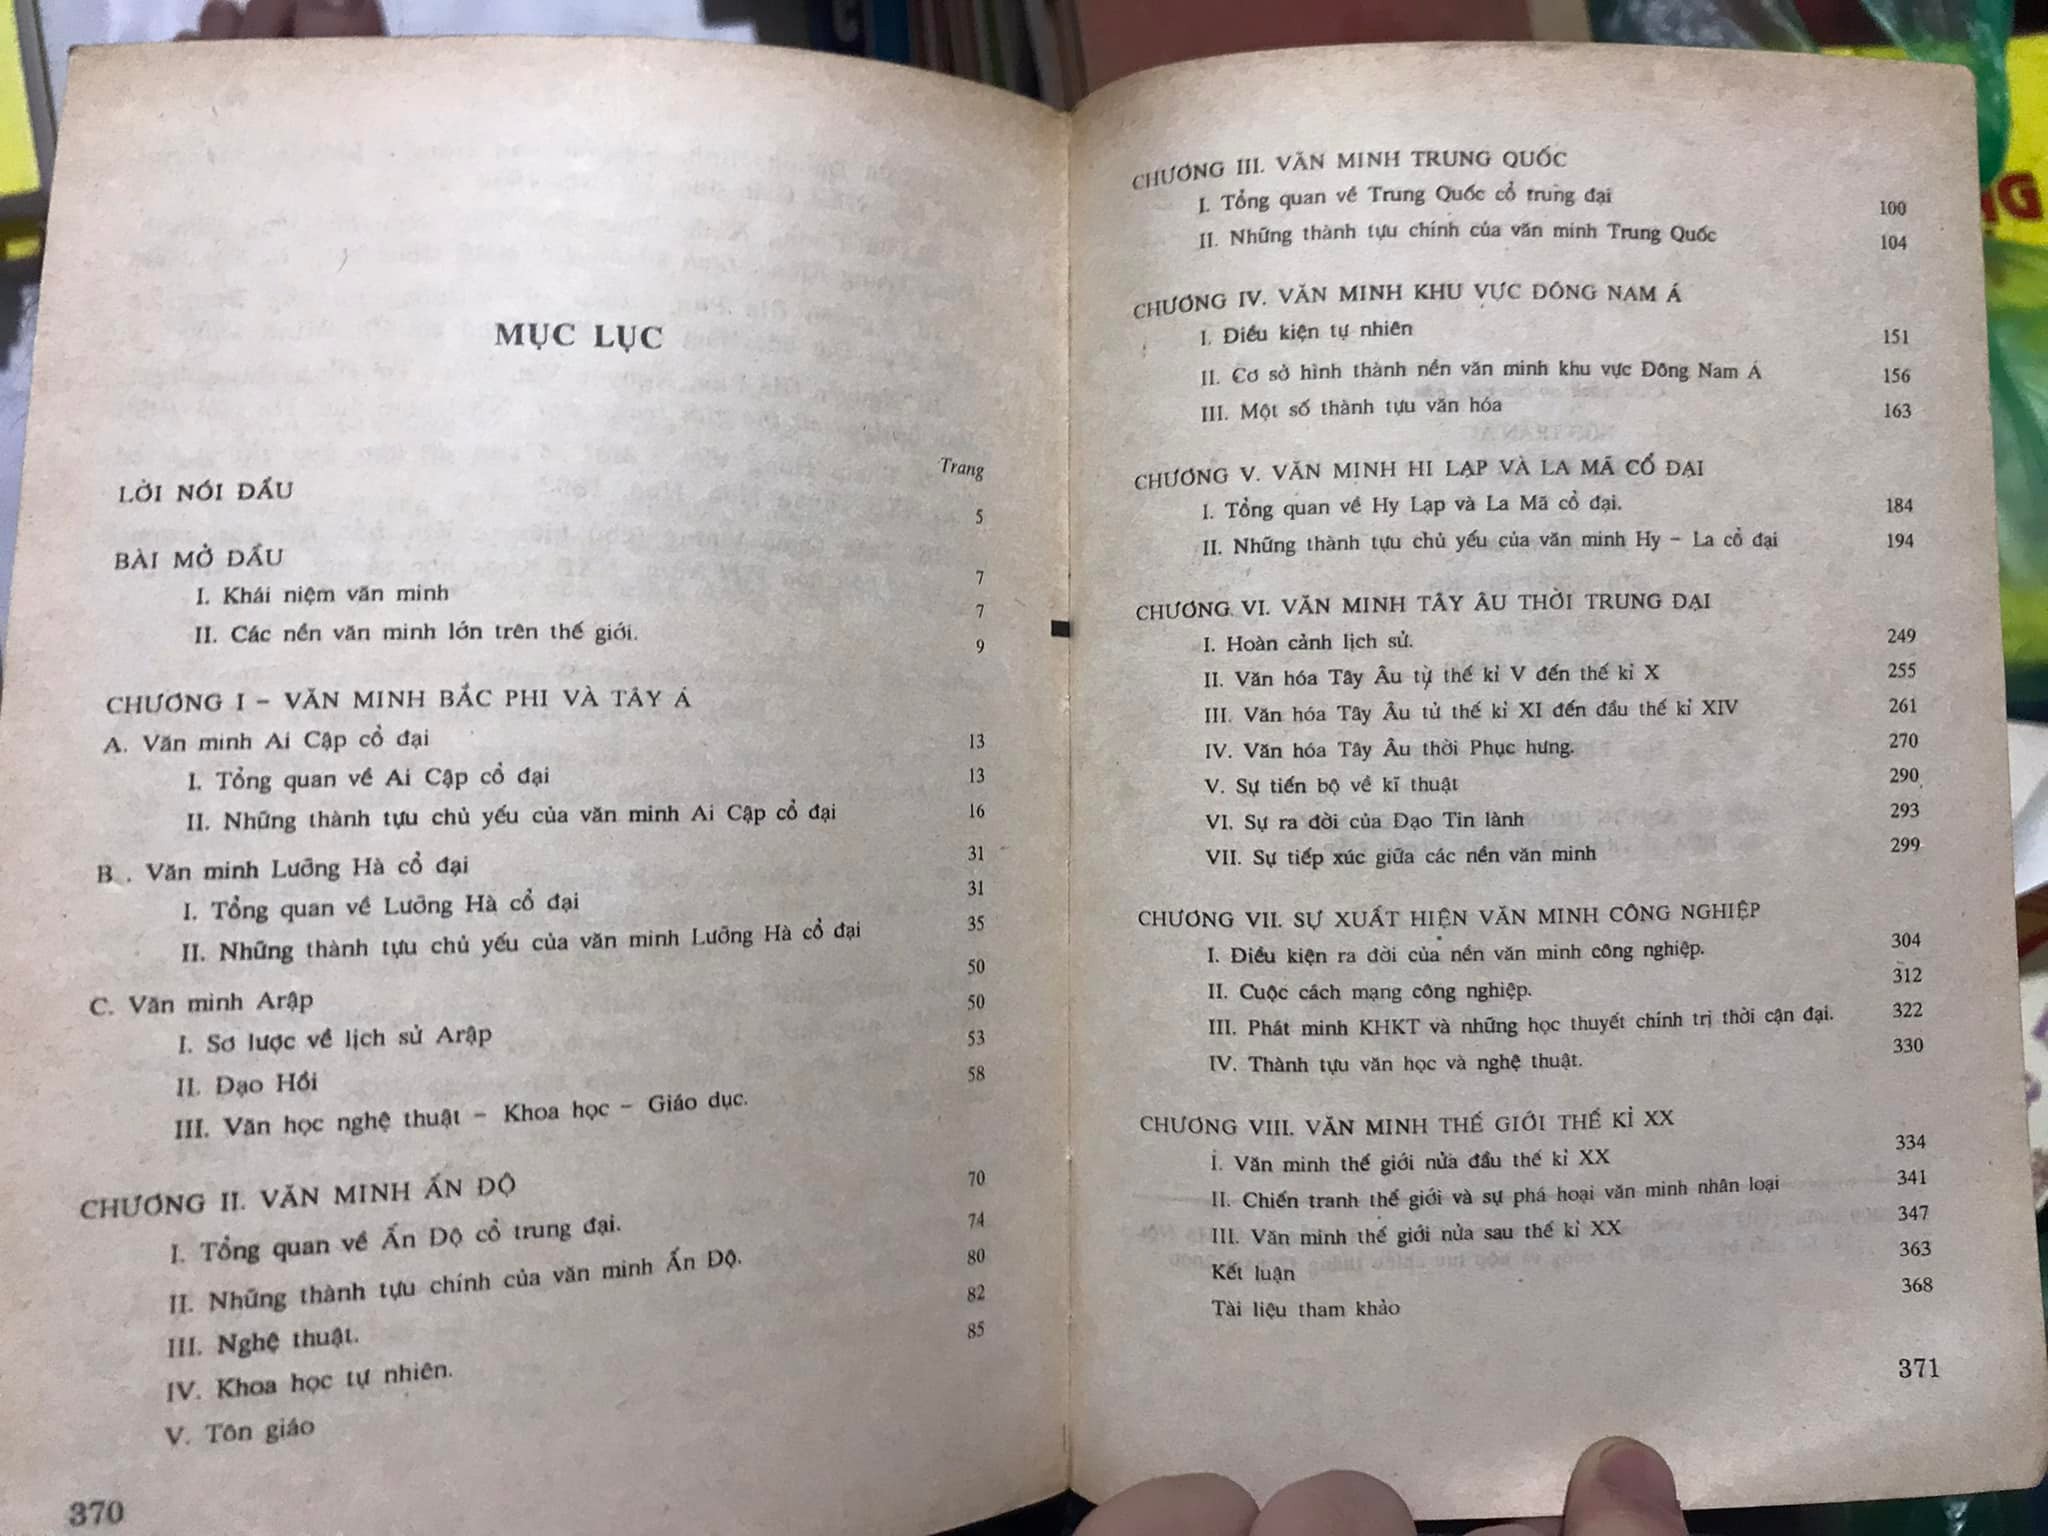 MỤC LỤC
Trang
LỜI NÓI ĐẦU 5
BÀI MỞ ĐẦU 7
I. Khái niệm văn minh 7
II. Các nền văn minh lớn trên thế giới. 9
CHƯƠNG I – VĂN MINH BẮC PHI VÀ TÂY Á
A. Văn minh Ai Cập cổ đại 13
I. Tổng quan về Ai Cập cổ đại 13
II. Những thành tựu chủ yếu của văn minh Ai Cập cổ đại 16
B . Văn minh Lưỡng Hà cổ đại 31
I. Tổng quan về Lưỡng Hà cổ đại 31
II. Những thành tựu chủ yếu của văn minh Lưỡng Hà cổ đại 35
C. Văn minh Arập 50
I. Sơ lược về lịch sử Arập 50
II. Đạo Hồi 53
III. Văn học nghệ thuật – Khoa học – Giáo dục. 58
CHƯƠNG II. VĂN MINH ẤN ĐỘ
I. Tổng quan về Ấn Độ cổ trung đại. 70
II. Những thành tựu chính của văn minh Ấn Độ. 74
III. Nghệ thuật. 80
IV. Khoa học tự nhiên. 82
V. Tôn giáo 85
370
CHƯƠNG III. VĂN MINH TRUNG QUỐC
I. Tổng quan về Trung Quốc cổ trung đại 100
II. Những thành tựu chính của văn minh Trung Quốc 104
CHƯƠNG IV. VĂN MINH KHU VỰC ĐÔNG NAM Á
I. Điều kiện tự nhiên 151
II. Cơ sở hình thành nền văn minh khu vực Đông Nam Á 156
III. Một số thành tựu văn hóa 163
CHƯƠNG V. VĂN MINH HI LẠP VÀ LA MÃ CỔ ĐẠI
I. Tổng quan về Hy Lạp và La Mã cổ đại. 184
II. Những thành tựu chủ yếu của văn minh Hy – La cổ đại 194
CHƯƠNG VI. VĂN MINH TÂY ÂU THỜI TRUNG ĐẠI
I. Hoàn cảnh lịch sử. 249
II. Văn hóa Tây Âu từ thế kỉ V đến thế kỉ X 255
III. Văn hóa Tây Âu từ thế kỉ XI đến đầu thế kỉ XIV 261
IV. Văn hóa Tây Âu thời Phục hưng. 270
V. Sự tiến bộ về kĩ thuật 290
VI. Sự ra đời của Đạo Tin lành 293
VII. Sự tiếp xúc giữa các nền văn minh 299
CHƯƠNG VII. SỰ XUẤT HIỆN VĂN MINH CÔNG NGHIỆP
I. Điều kiện ra đời của nền văn minh công nghiệp. 304
II. Cuộc cách mạng công nghiệp. 312
III. Phát minh KHKT và những học thuyết chính trị thời cận đại. 322
IV. Thành tựu văn học và nghệ thuật. 330
CHƯƠNG VIII. VĂN MINH THẾ GIỚI THẾ KỈ XX
I. Văn minh thế giới nửa đầu thế kỉ XX 334
II. Chiến tranh thế giới và sự phá hoại văn minh nhân loại 341
III. Văn minh thế giới nửa sau thế kỉ XX 347
Kết luận 363
Tài liệu tham khảo 368
371